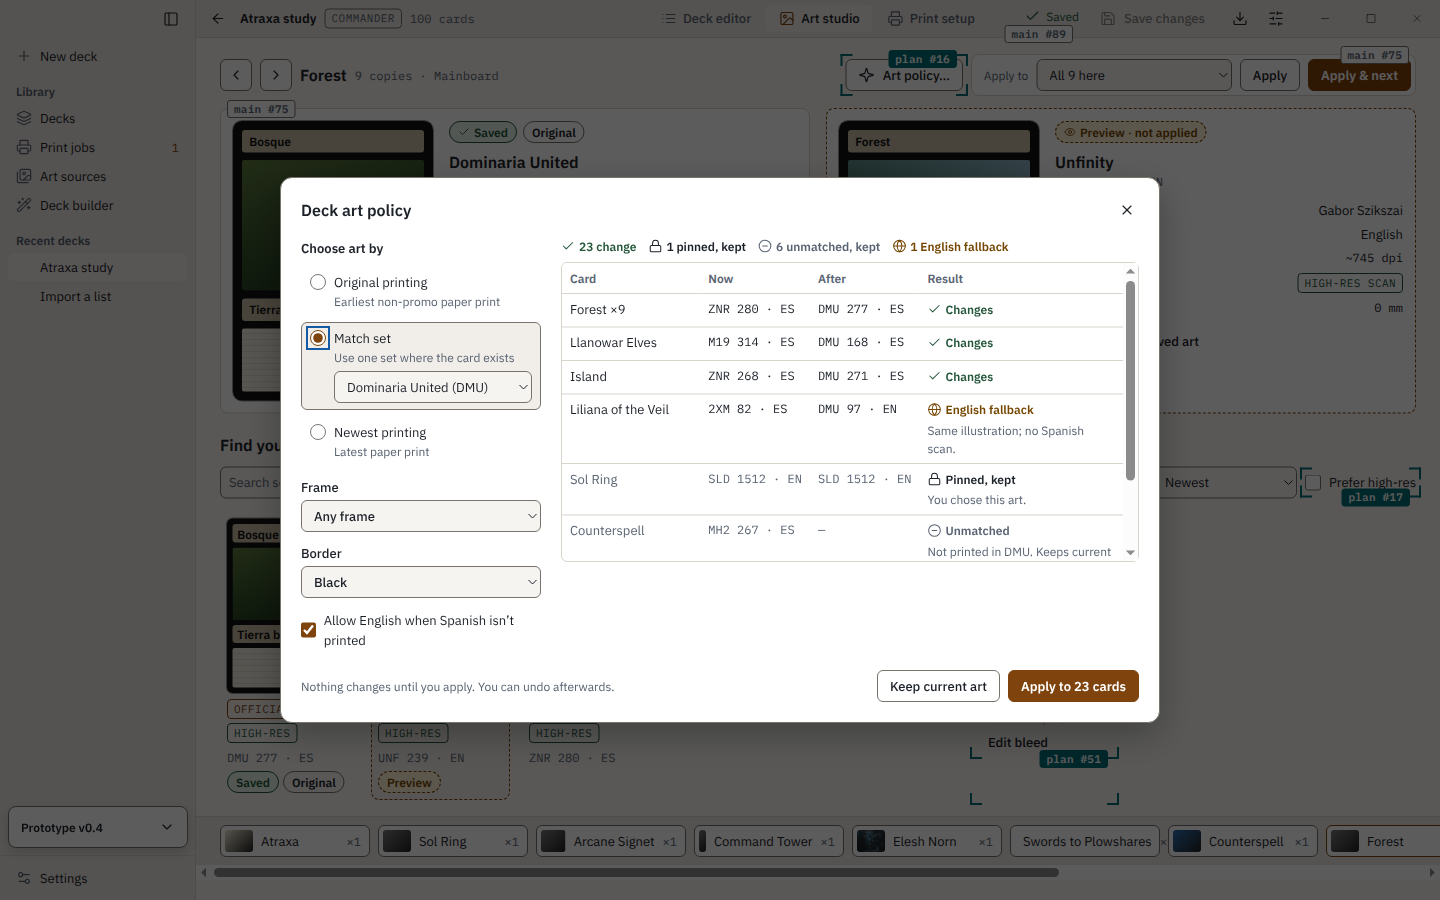 Atraxa study COMMANDER 100 cards
Deck editor
Art studio
Print setup
Saved
Save changes
main #89
New deck
Library
Decks
Print jobs 1
Art sources
Deck builder
Recent decks
Atraxa study
Import a list
Prototype v0.4
Settings
Forest 9 copies · Mainboard
plan #16
Art policy...
Apply to
All 9 here
Apply
main #75
Apply & next
main #75
Bosque
Saved
Original
Dominaria United
Forest
Preview · not applied
Unfinity
Gabor Szikszai
English
~745 dpi
HIGH-RES SCAN
0 mm
ved art
Tierra
Find you
Search s
Newest
Prefer high-res
plan #17
Deck art policy
Choose art by
Original printing
Earliest non-promo paper print
Match set
Use one set where the card exists
Dominaria United (DMU)
Newest printing
Latest paper print
Frame
Any frame
Border
Black
Allow English when Spanish isn’t
printed
23 change 1 pinned, kept 6 unmatched, kept 1 English fallback
Card Now After Result
Forest ×9 ZNR 280 · ES DMU 277 · ES Changes
Llanowar Elves M19 314 · ES DMU 168 · ES Changes
Island ZNR 268 · ES DMU 271 · ES Changes
Liliana of the Veil 2XM 82 · ES DMU 97 · EN English fallback
Same illustration; no Spanish
scan.
Sol Ring SLD 1512 · EN SLD 1512 · EN Pinned, kept
You chose this art.
Counterspell MH2 267 · ES — Unmatched
Not printed in DMU. Keeps current
Nothing changes until you apply. You can undo afterwards.
Keep current art
Apply to 23 cards
Bosque
Tierra b
OFFICIA
HIGH-RES
DMU 277 · ES
Saved
Original
HIGH-RES
UNF 239 · EN
Preview
HIGH-RES
ZNR 280 · ES
Edit bleed
plan #51
Atraxa ×1
Sol Ring ×1
Arcane Signet ×1
Command Tower ×1
Elesh Norn ×1
Swords to Plowshares ×
Counterspell ×1
Forest